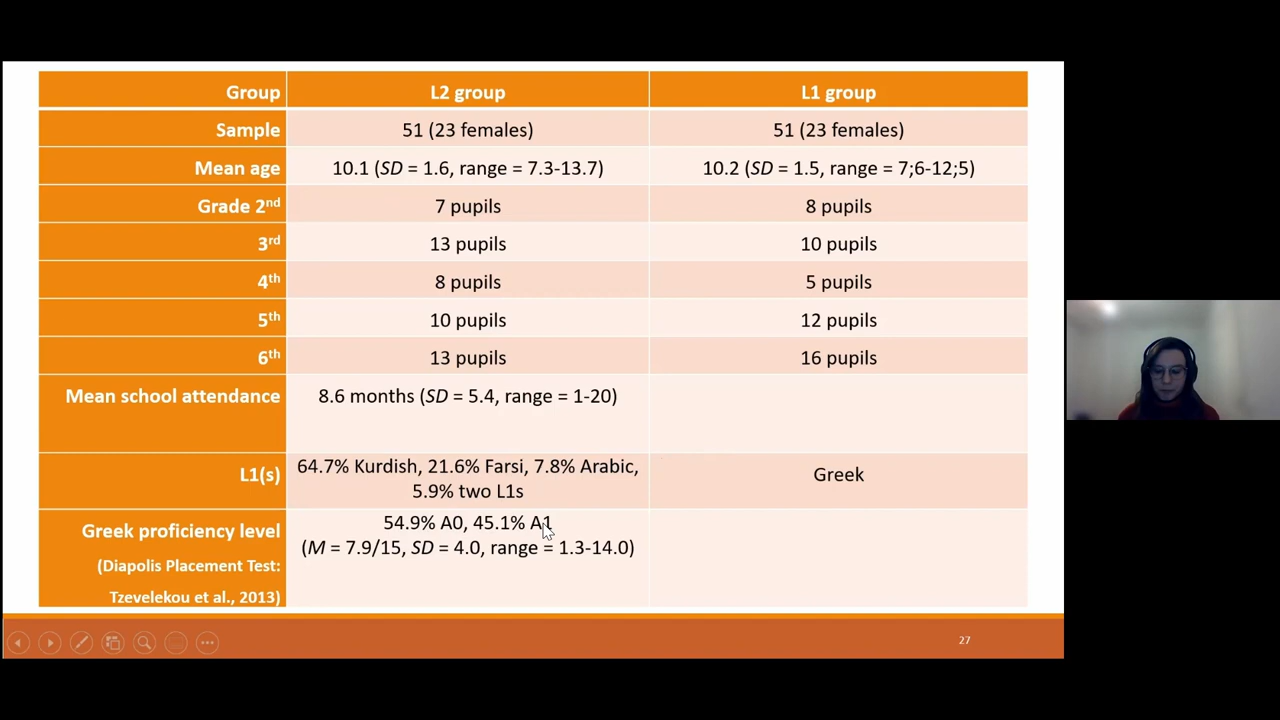 Group L2 group L1 group
Sample 51 (23 females) 51 (23 females)
Mean age 10.1 (SD = 1.6, range = 7.3-13.7) 10.2 (SD = 1.5, range = 7;6-12;5)
Grade 2nd 7 pupils 8 pupils
3rd 13 pupils 10 pupils
4th 8 pupils 5 pupils
5th 10 pupils 12 pupils
6th 13 pupils 16 pupils
Mean school attendance 8.6 months (SD = 5.4, range = 1-20)
L1(s) 64.7% Kurdish, 21.6% Farsi, 7.8% Arabic,
5.9% two L1s
Greek
Greek proficiency level
(Diapolis Placement Test:
Tzevelekou et al., 2013)
54.9% A0, 45.1% A1
(M = 7.9/15, SD = 4.0, range = 1.3-14.0)
27